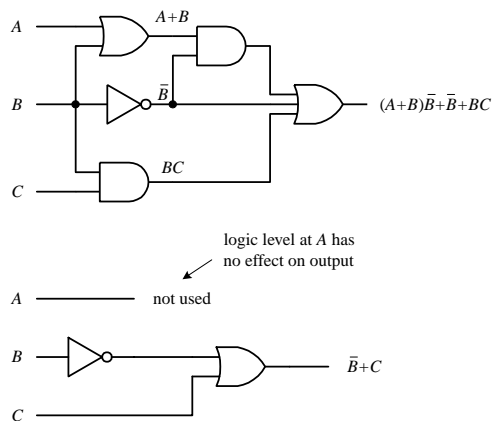 A
A+B
B
B̄
(A+B)B̄+B̄+BC
BC
C
logic level at A has
no effect on output
A
not used
B
B̄+C
C